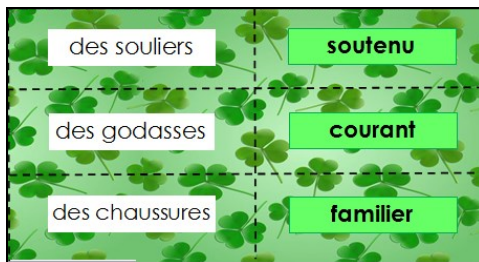 des souliers soutenu
des godasses courant
des chaussures familier